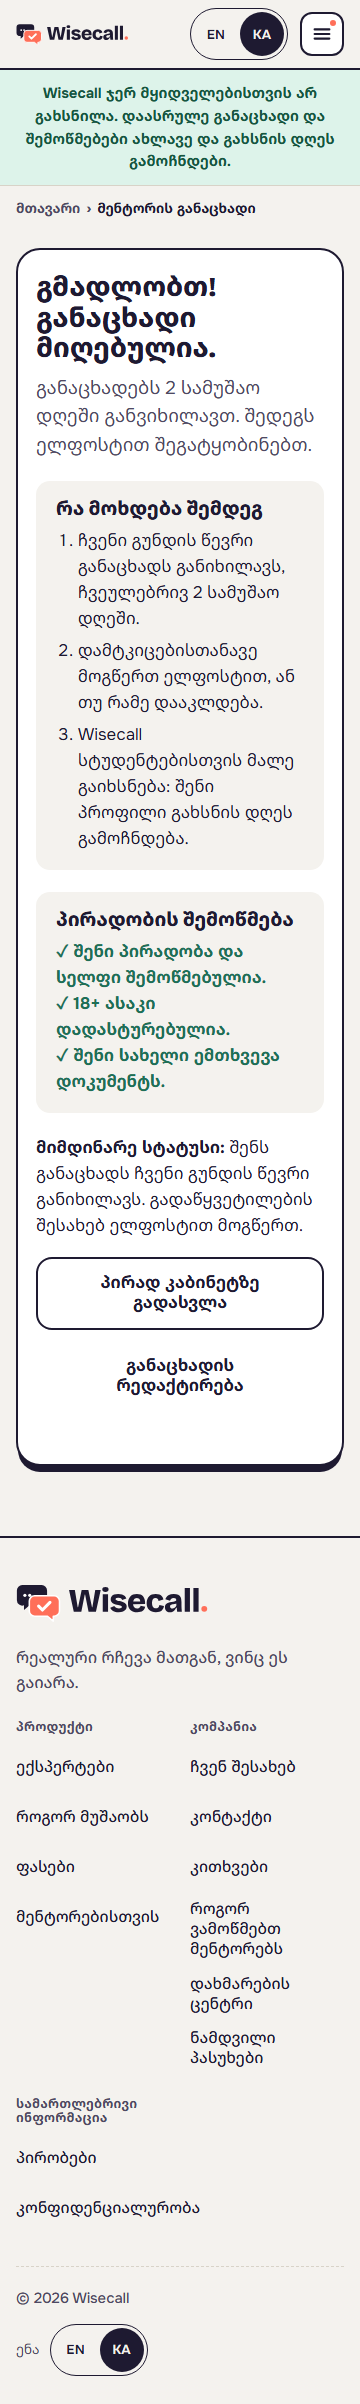 Wisecall.
EN KA
Wisecall ჯერ მყიდველებისთვის არ
გახსნილა. დაასრულე განაცხადი და
შემოწმებები ახლავე და გახსნის დღეს
გამოჩნდები.
მთავარი › მენტორის განაცხადი
გმადლობთ!
განაცხადი
მიღებულია.
განაცხადებს 2 სამუშაო
დღეში განვიხილავთ. შედეგს
ელფოსტით შეგატყობინებთ.
რა მოხდება შემდეგ
1. ჩვენი გუნდის წევრი
განაცხადს განიხილავს,
ჩვეულებრივ 2 სამუშაო
დღეში.
2. დამტკიცებისთანავე
მოგწერთ ელფოსტით, ან
თუ რამე დააკლდება.
3. Wisecall
სტუდენტებისთვის მალე
გაიხსნება: შენი
პროფილი გახსნის დღეს
გამოჩნდება.
პირადობის შემოწმება
✓ შენი პირადობა და
სელფი შემოწმებულია.
✓ 18+ ასაკი
დადასტურებულია.
✓ შენი სახელი ემთხვევა
დოკუმენტს.
მიმდინარე სტატუსი: შენს
განაცხადს ჩვენი გუნდის წევრი
განიხილავს. გადაწყვეტილების
შესახებ ელფოსტით მოგწერთ.
პირად კაბინეტზე
გადასვლა
განაცხადის
რედაქტირება
Wisecall.
რეალური რჩევა მათგან, ვინც ეს
გაიარა.
პროდუქტი
ექსპერტები
როგორ მუშაობს
ფასები
მენტორებისთვის
კომპანია
ჩვენ შესახებ
კონტაქტი
კითხვები
როგორ
ვამოწმებთ
მენტორებს
დახმარების
ცენტრი
ნამდვილი
პასუხები
სამართლებრივი
ინფორმაცია
პირობები
კონფიდენციალურობა
© 2026 Wisecall
ენა EN KA